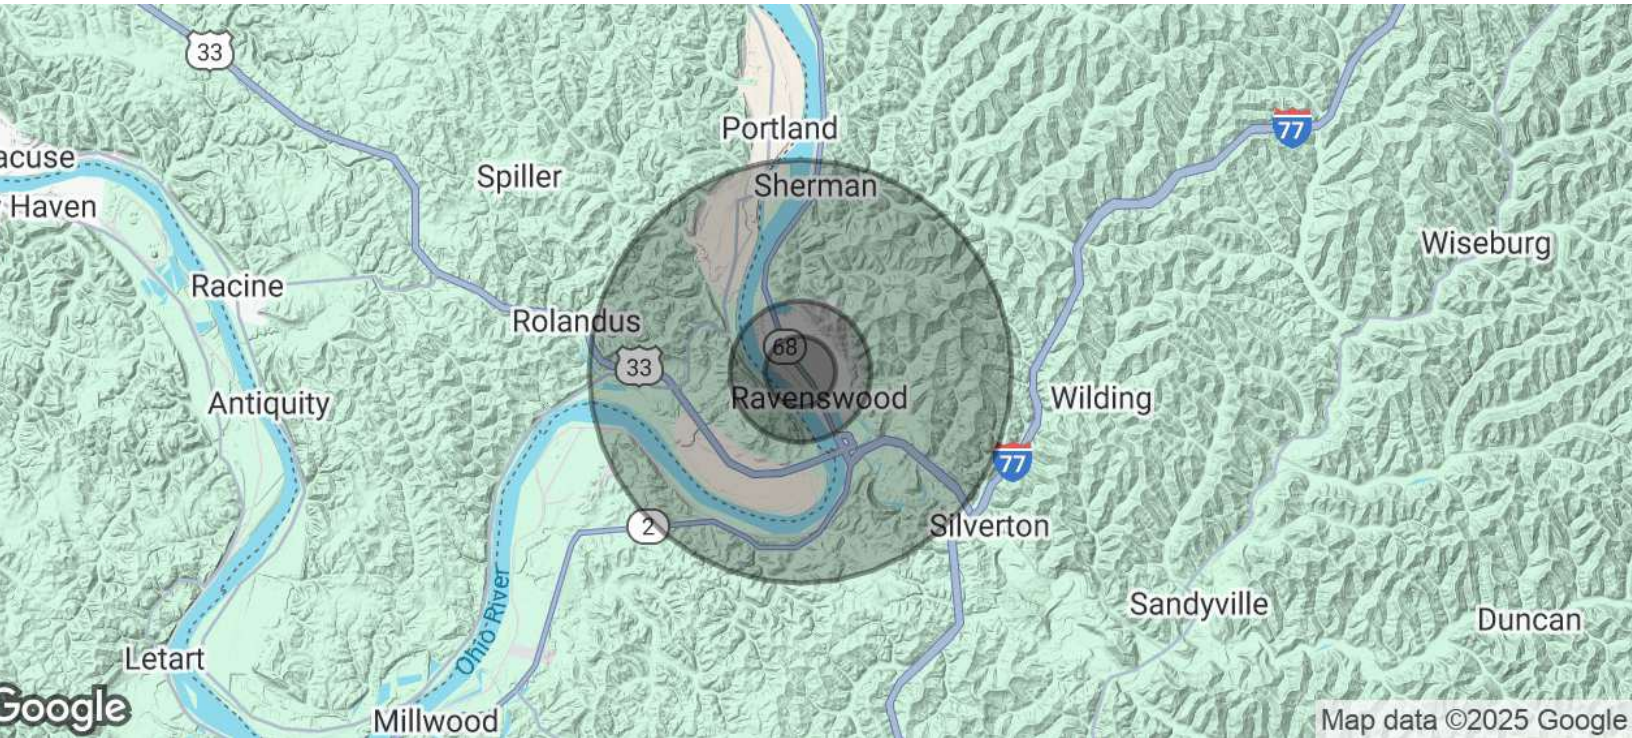 33
Portland
77
acuse
Spiller
Sherman
Haven
Wiseburg
Racine
Rolandus
68
33
Antiquity
Ravenswood
Wilding
77
2
Silverton
Ohio River
Sandyville
Duncan
Letart
Google
Millwood
Map data ©2025 Google